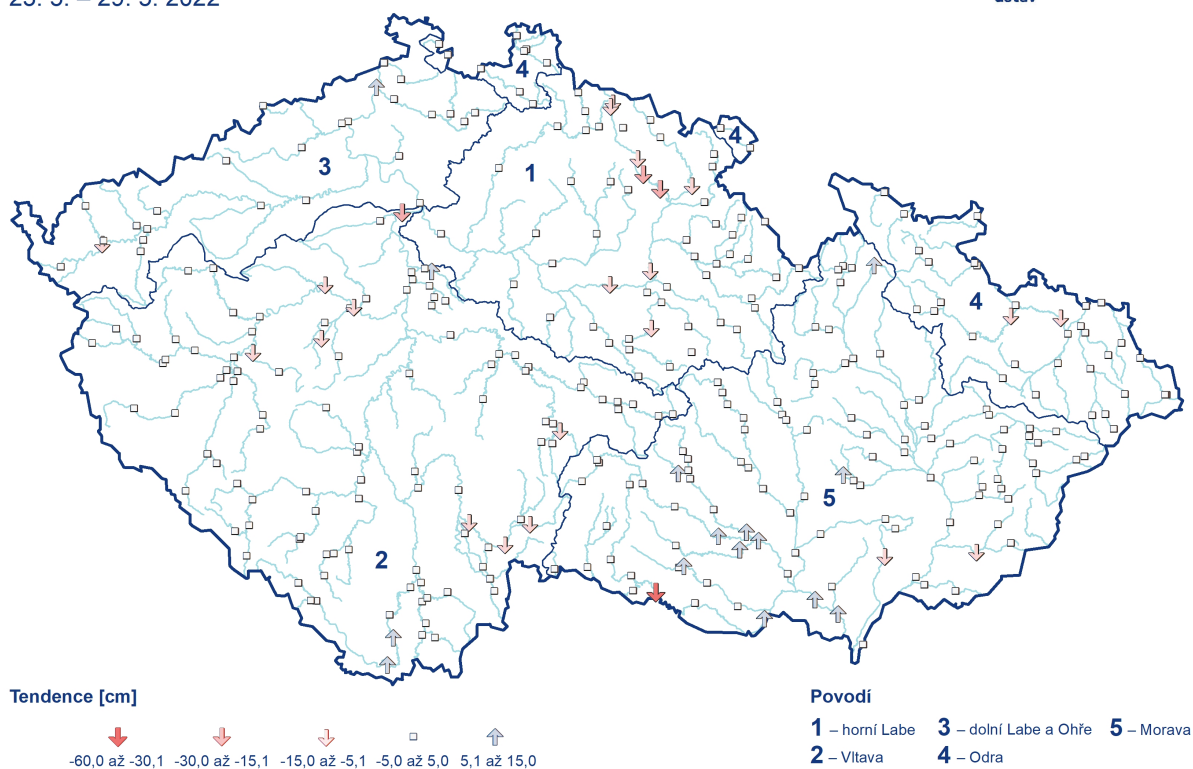 4
4
3
1
4
5
2
Tendence [cm]
-60,0 až -30,1 -30,0 až -15,1 -15,0 až -5,1 -5,0 až 5,0 5,1 až 15,0
Povodí
1 – horní Labe 3 – dolní Labe a Ohře 5 – Morava
2 – Vltava 4 – Odra